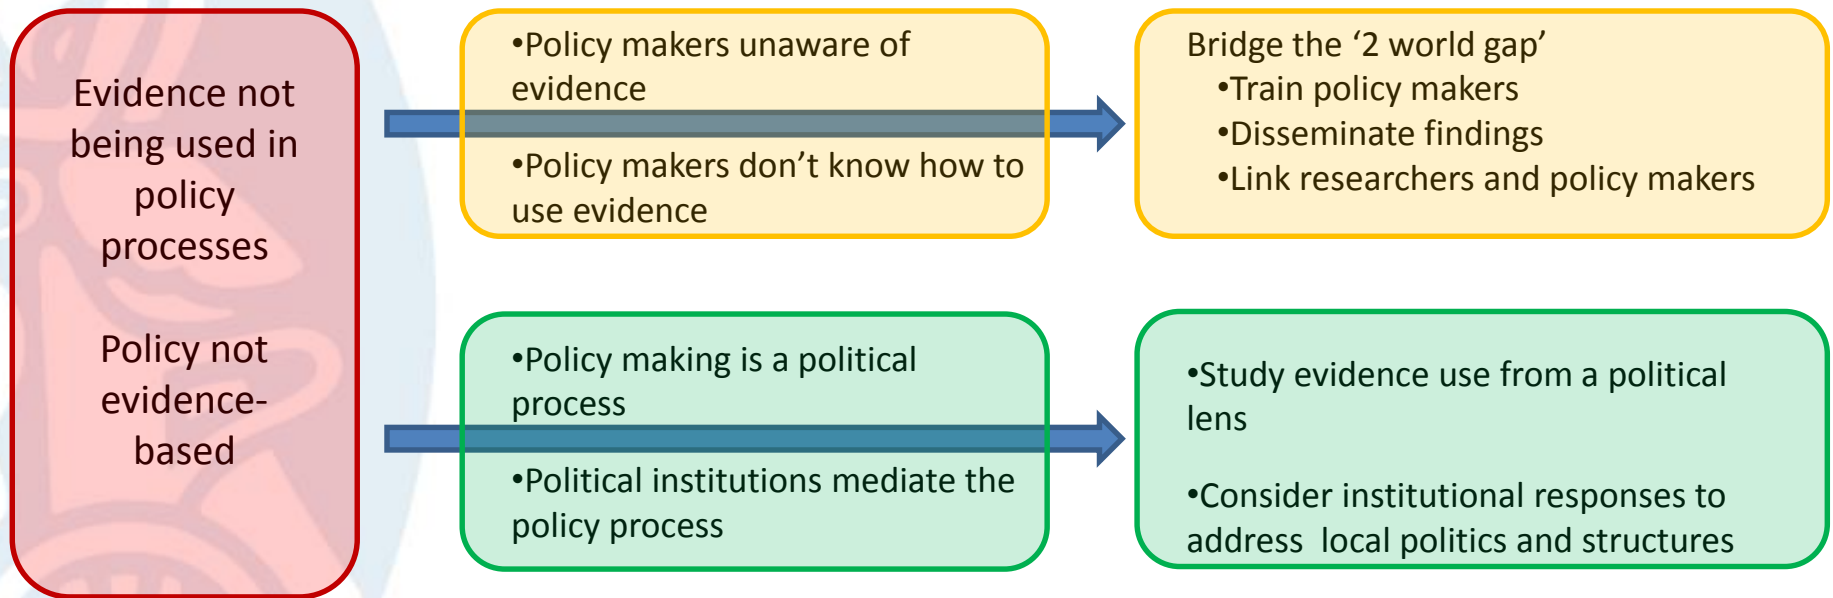 Evidence not
being used in
policy
processes
Policy not
evidence-
based
•Policy makers unaware of
evidence
•Policy makers don’t know how to
use evidence
Bridge the ‘2 world gap’
•Train policy makers
•Disseminate findings
•Link researchers and policy makers
•Policy making is a political
process
•Political institutions mediate the
policy process
•Study evidence use from a political
lens
•Consider institutional responses to
address  local politics and structures